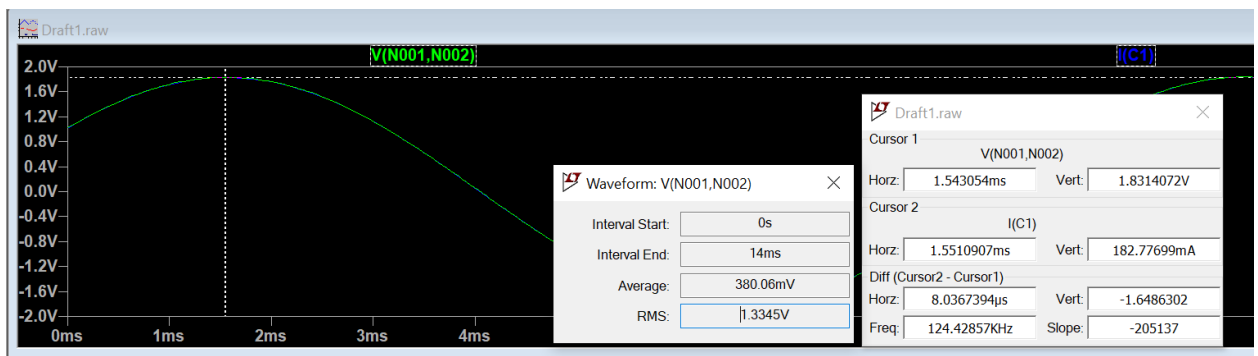 Draft1.raw
V(N001,N002)
I(C1)
2.0V
1.6V
1.2V
0.8V
0.4V
0.0V
-0.4V
-0.8V
-1.2V
-1.6V
-2.0V
0ms
1ms
2ms
3ms
4ms
Waveform: V(N001,N002)
Interval Start: 0s
Interval End: 14ms
Average: 380.06mV
RMS: 1.3345V
Draft1.raw
Cursor 1
V(N001,N002)
Horz: 1.543054ms Vert: 1.8314072V
Cursor 2
I(C1)
Horz: 1.5510907ms Vert: 182.77699mA
Diff (Cursor2 - Cursor1)
Horz: 8.0367394µs Vert: -1.6486302
Freq: 124.42857KHz Slope: -205137